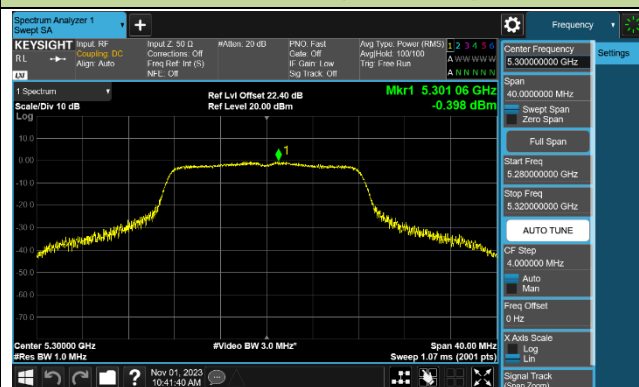 Spectrum Analyzer 1
Swept SA
Frequency
KEYSIGHT
RL
Input: RF
Coupling: DC
Align: Auto
Input Z: 50 Ω
Corrections: Off
Freq Ref: Int (S)
NFE: Off
#Atten: 20 dB
PNO: Fast
Gate: Off
IF Gain: Low
Sig Track: Off
Avg Type: Power (RMS)
Avg|Hold: 100/100
Trig: Free Run
1 2 3 4 5 6
A W W W W W
A N N N N N
Center Frequency
5.300000000 GHz
Settings
Span
40.0000000 MHz
Swept Span
Zero Span
Full Span
Start Freq
5.280000000 GHz
Stop Freq
5.320000000 GHz
AUTO TUNE
CF Step
4.000000 MHz
Auto
Man
Freq Offset
0 Hz
X Axis Scale
Log
Lin
Signal Track
(Span Zoom)
1 Spectrum
Scale/Div 10 dB
Log
Ref Lvl Offset 22.40 dB
Ref Level 20.00 dBm
Mkr1 5.301 06 GHz
-0.398 dBm
1
10.0
0.00
-10.0
-20.0
-30.0
-40.0
-50.0
-60.0
-70.0
Center 5.30000 GHz
#Res BW 1.0 MHz
#Video BW 3.0 MHz*
Span 40.00 MHz
Sweep 1.07 ms (2001 pts)
?
Nov 01, 2023
10:41:40 AM